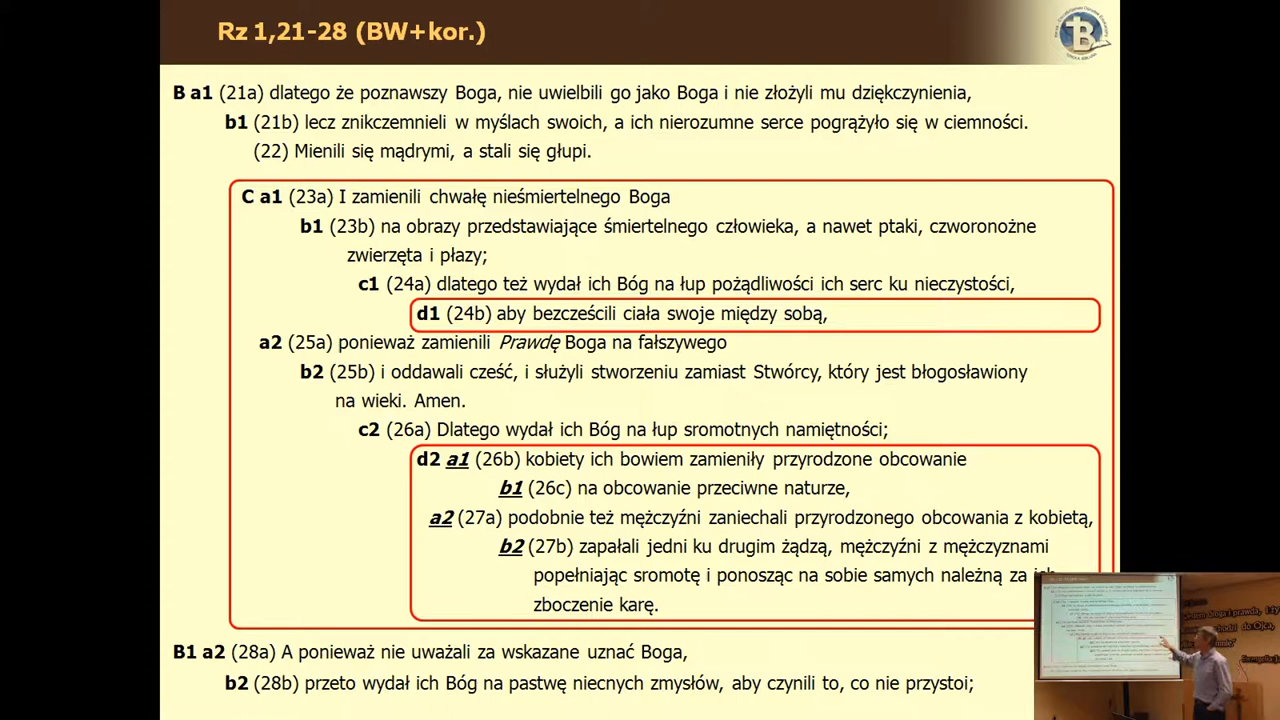 Rz 1,21-28 (BW+kor.)
B a1 (21a) dlatego że poznawszy Boga, nie uwielbili go jako Boga i nie złożyli mu dziękczynienia,
b1 (21b) lecz znikczemnieli w myślach swoich, a ich nierozumne serce pogrążyło się w ciemności.
(22) Mienili się mądrymi, a stali się głupi.
C a1 (23a) I zamienili chwałę nieśmiertelnego Boga
b1 (23b) na obrazy przedstawiające śmiertelnego człowieka, a nawet ptaki, czworonożne
zwierzęta i płazy;
c1 (24a) dlatego też wydał ich Bóg na łup pożądliwości ich serc ku nieczystości,
d1 (24b) aby bezcześcili ciała swoje między sobą,
a2 (25a) ponieważ zamienili Prawdę Boga na fałszywego
b2 (25b) i oddawali cześć, i służyli stworzeniu zamiast Stwórcy, który jest błogosławiony
na wieki. Amen.
c2 (26a) Dlatego wydał ich Bóg na łup sromotnych namiętności;
d2 a1 (26b) kobiety ich bowiem zamieniły przyrodzone obcowanie
b1 (26c) na obcowanie przeciwne naturze,
a2 (27a) podobnie też mężczyźni zaniechali przyrodzonego obcowania z kobietą,
b2 (27b) zapałali jedni ku drugim żądzą, mężczyźni z mężczyznami
popełniając sromotę i ponosząc na sobie samych należną za ich
zboczenie karę.
B1 a2 (28a) A ponieważ nie uważali za wskazane uznać Boga,
b2 (28b) przeto wydał ich Bóg na pastwę niecnych zmysłów, aby czynili to, co nie przystoi;
drogą i prawdą,
do Ojca,